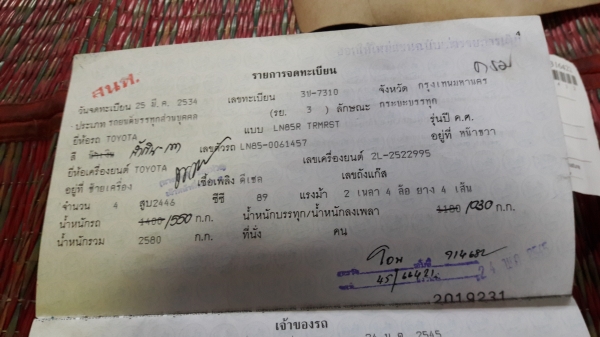 สนท.
รายการจดทะเบียน
วันจดทะเบียน 25 มี.ค. 2534 เลขทะเบียน 3ป-7310 จังหวัด กรุงเทพมหานคร
ประเภท รถยนต์บรรทุกส่วนบุคคล (รย. 3 ) ลักษณะ กระบะบรรทุก
ยี่ห้อรถ TOYOTA แบบ LN85R TRMRST รุ่นปี ค.ศ.
สี เลขตัวรถ LN85-0061457 อยู่ที่ หน้าขวา
ยี่ห้อเครื่องยนต์ TOYOTA เลขเครื่องยนต์ 2L-2522995
อยู่ที่ ซ้ายเครื่อง เชื้อเพลิง ดีเซล เลขถังแก๊ส
จำนวน 4 สูบ 2446 ซีซี 89 แรงม้า 2 เพลา 4 ล้อ ยาง 4 เส้น
น้ำหนักรถ 1480 1550 ก.ก. น้ำหนักบรรทุก/น้ำหนักลงเพลา 1100 1030 ก.ก.
น้ำหนักรวม 2580 ก.ก. ที่นั่ง คน
2019231
เจ้าของรถ
2545